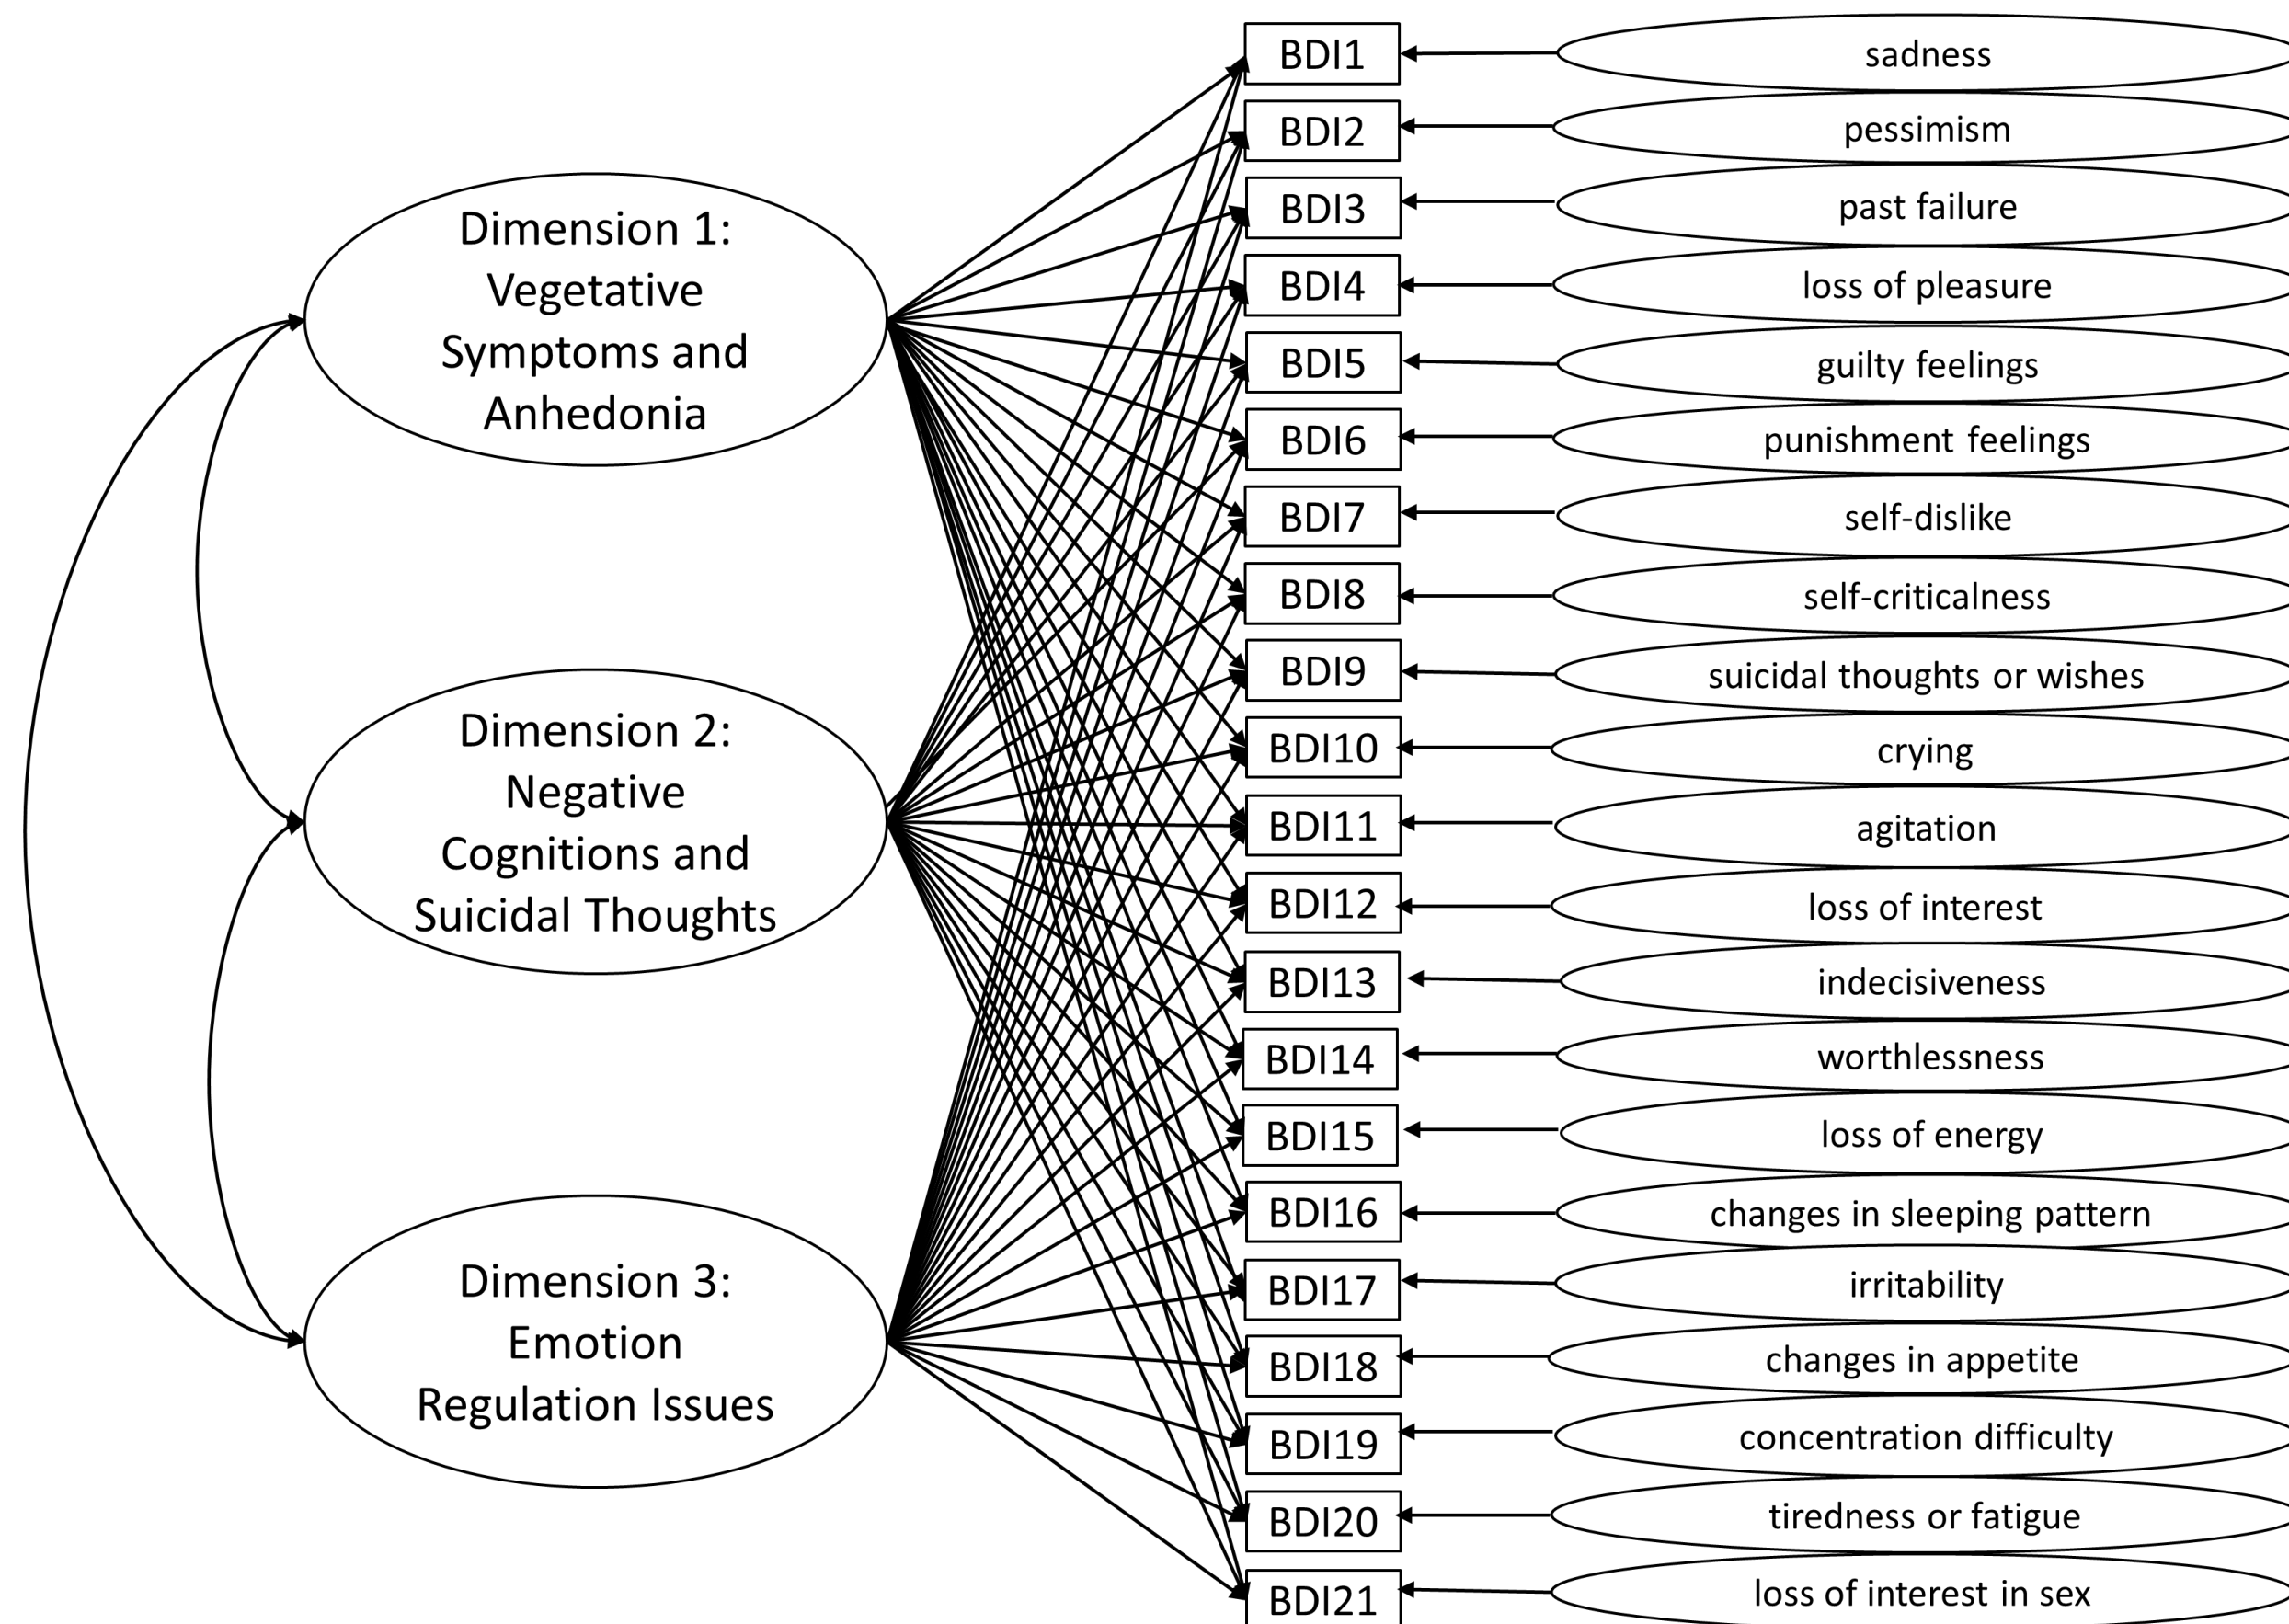 Dimension 1:
Vegetative
Symptoms and
Anhedonia
Dimension 2:
Negative
Cognitions and
Suicidal Thoughts
Dimension 3:
Emotion
Regulation Issues
BDI1
sadness
BDI2
pessimism
BDI3
past failure
BDI4
loss of pleasure
BDI5
guilty feelings
BDI6
punishment feelings
BDI7
self-dislike
BDI8
self-criticalness
BDI9
suicidal thoughts or wishes
BDI10
crying
BDI11
agitation
BDI12
loss of interest
BDI13
indecisiveness
BDI14
worthlessness
BDI15
loss of energy
BDI16
changes in sleeping pattern
BDI17
irritability
BDI18
changes in appetite
BDI19
concentration difficulty
BDI20
tiredness or fatigue
BDI21
loss of interest in sex